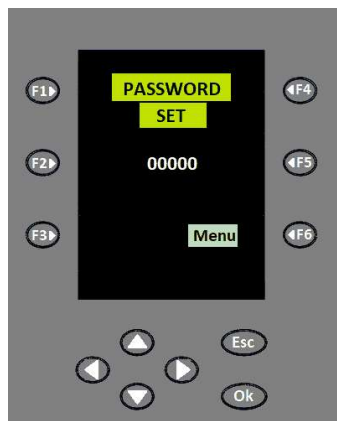 PASSWORD
SET
F1
F4
00000
F2
F5
Menu
F3
F6
Esc
Ok